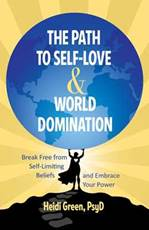 THE PATH
TO SELF-LOVE
&
WORLD
DOMINATION
Break Free from
Self-Limiting
Beliefs
and Embrace
Your Power
Heidi Green, PsyD